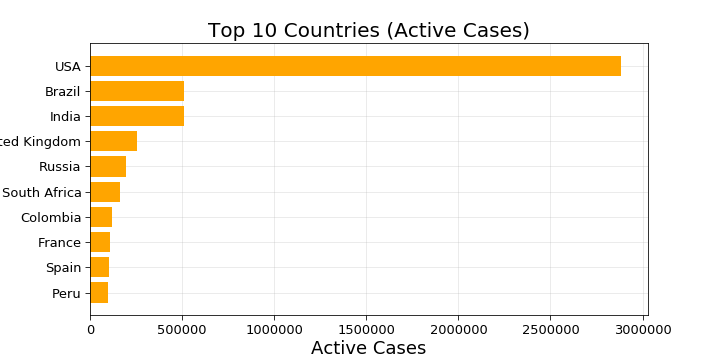 Top 10 Countries (Active Cases)
USA
Brazil
India
ted Kingdom
Russia
South Africa
Colombia
France
Spain
Peru
0 500000 1000000 1500000 2000000 2500000 3000000
Active Cases